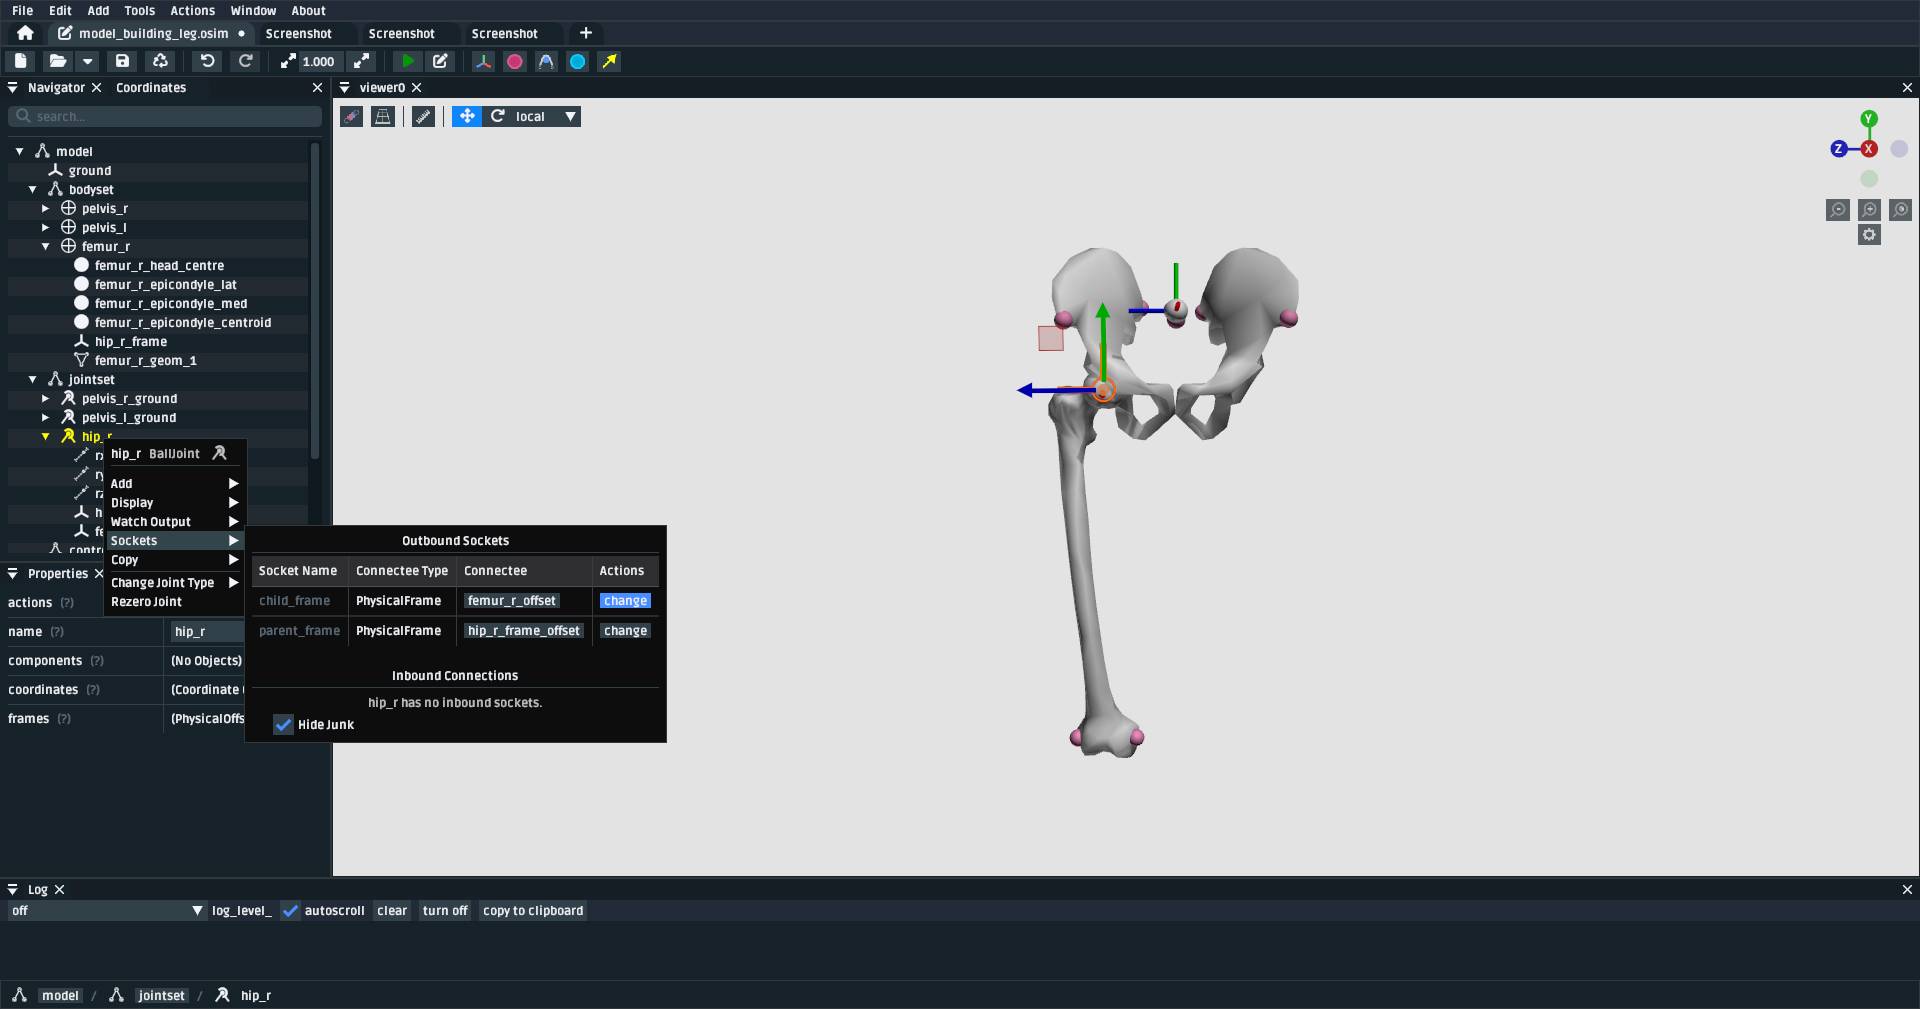 File Edit Add Tools Actions Window About
model_building_leg.osim Screenshot Screenshot Screenshot
1.000
Navigator Coordinates
viewer0
search...
local
Y
Z X
model
ground
bodyset
pelvis_r
pelvis_l
femur_r
femur_r_head_centre
femur_r_epicondyle_lat
femur_r_epicondyle_med
femur_r_epicondyle_centroid
hip_r_frame
femur_r_geom_1
jointset
pelvis_r_ground
pelvis_l_ground
hip_r
hip_r BallJoint
Add
Display
Watch Output
Sockets
Copy
Change Joint Type
Rezero Joint
Outbound Sockets
Socket Name Connectee Type Connectee Actions
child_frame PhysicalFrame femur_r_offset change
parent_frame PhysicalFrame hip_r_frame_offset change
Inbound Connections
hip_r has no inbound sockets.
Hide Junk
Properties
actions (?)
name (?) hip_r
components (?) (No Objects)
coordinates (?) (Coordinate
frames (?) (PhysicalOffs
Log
off log_level_ autoscroll clear turn off copy to clipboard
model / jointset / hip_r